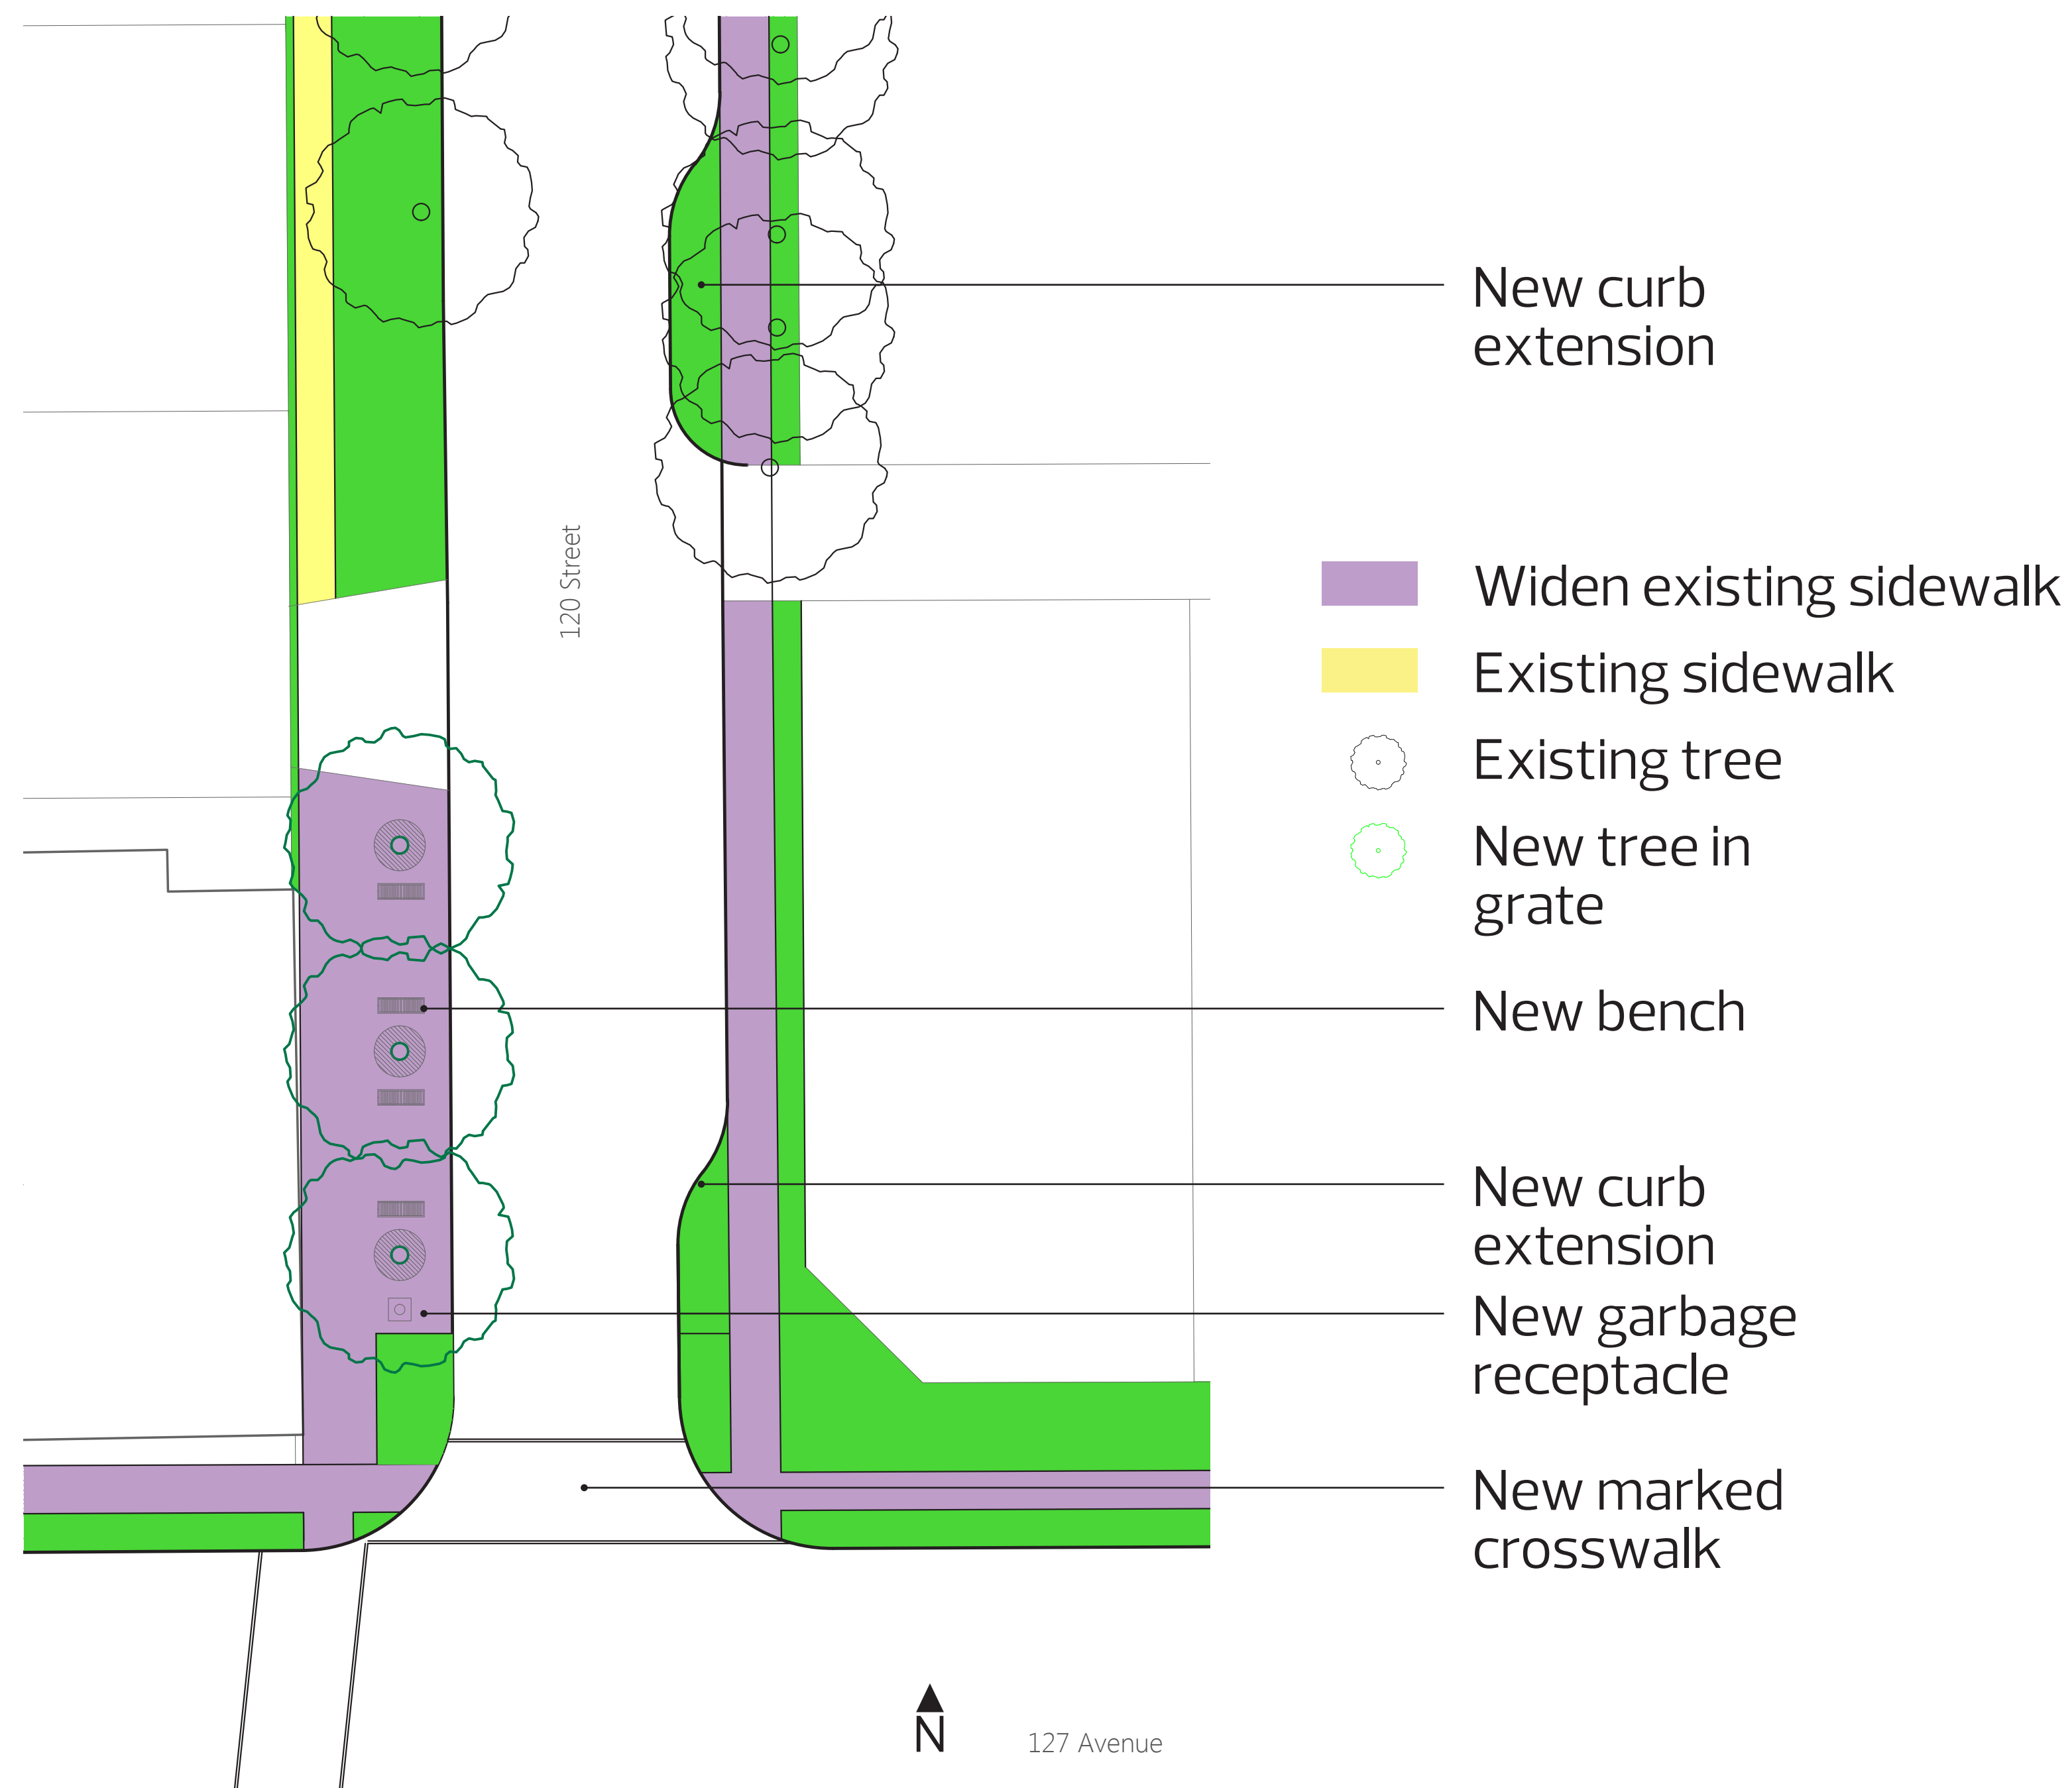 New curb
extension
120 Street
Widen existing sidewalk
Existing sidewalk
Existing tree
New tree in
grate
New bench
New curb
extension
New garbage
receptacle
New marked
crosswalk
N
127 Avenue